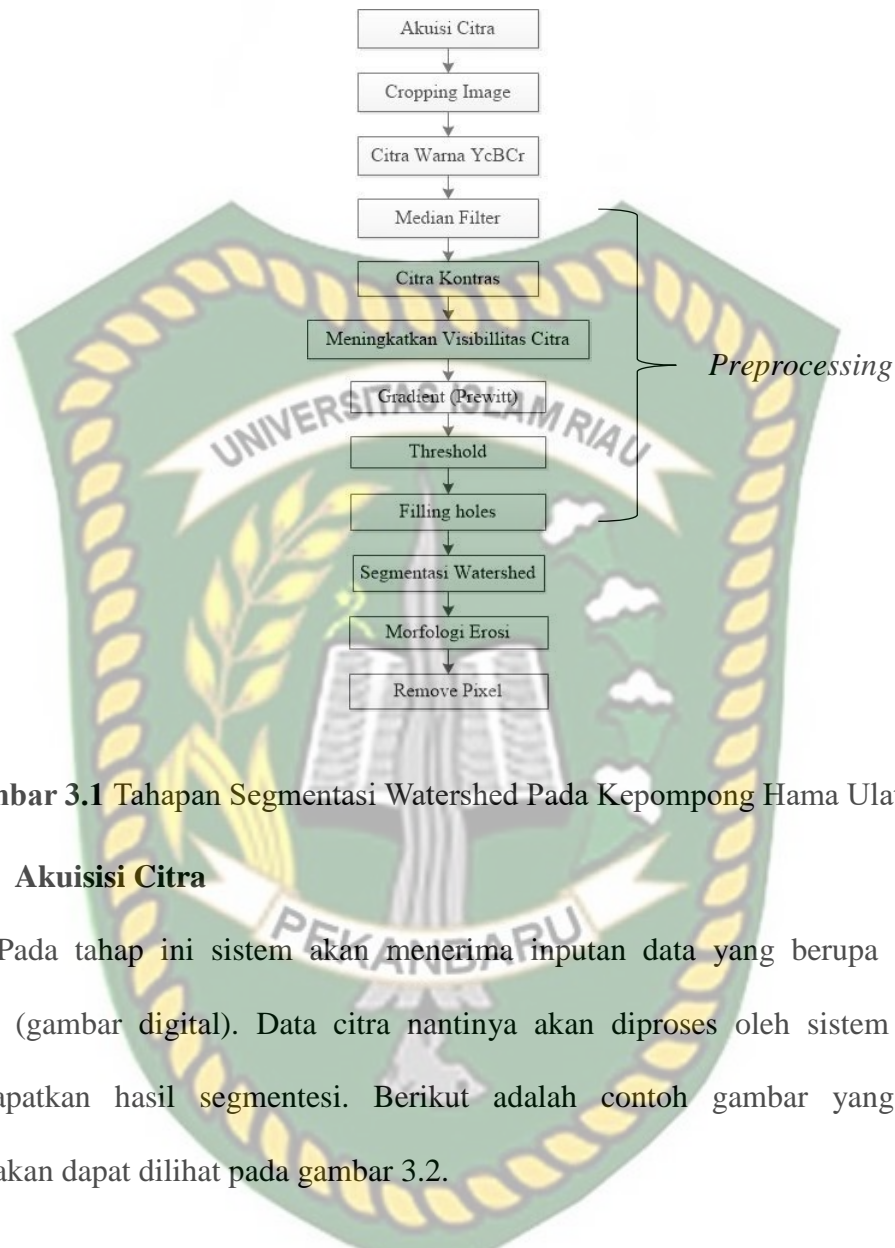 Akuisi Citra
Cropping Image
Citra Warna YcBCr
Median Filter
Citra Kontras
Meningkatkan Visibillitas Citra
Gradient (Prewitt)
Threshold
Filling holes
Segmentasi Watershed
Morfologi Erosi
Remove Pixel
Preprocessing
UNIVERSITAS ISLAM RIAU
mbar 3.1 Tahapan Segmentasi Watershed Pada Kepompong Hama Ula
Akuisisi Citra
Pada tahap ini sistem akan menerima inputan data yang berupa
(gambar digital). Data citra nantinya akan diproses oleh sistem
apatkan hasil segmentesi. Berikut adalah contoh gambar yang
akan dapat dilihat pada gambar 3.2.
PEKANBARU